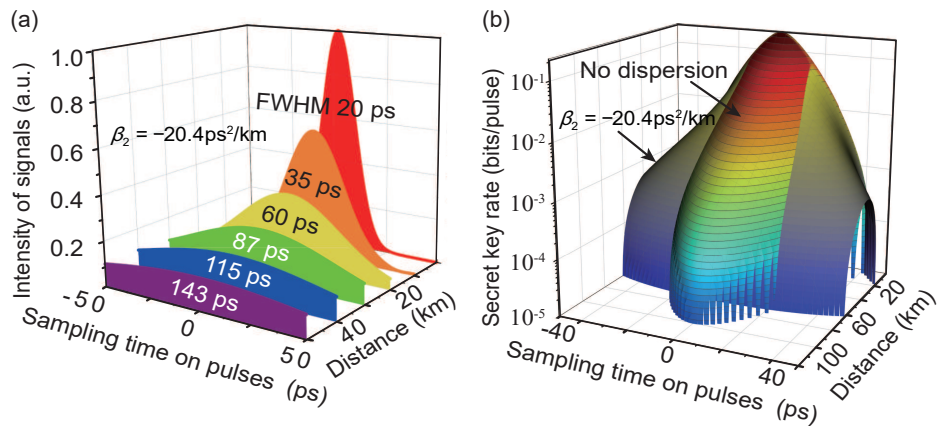 (a)
1.0
0.8
0.6
0.4
0.2
Intensity of signals (a.u.)
FWHM 20 ps
β₂ = −20.4ps²/km
35 ps
60 ps
87 ps
115 ps
143 ps
-50
0
50
Sampling time on pulses (ps)
40
20
Distance (km)
(b)
10⁻¹
10⁻²
10⁻³
10⁻⁴
10⁻⁵
Secret key rate (bits/pulse)
No dispersion
β₂ = −20.4ps²/km
-40
0
40
Sampling time on pulses (ps)
100
60
20
Distance (km)